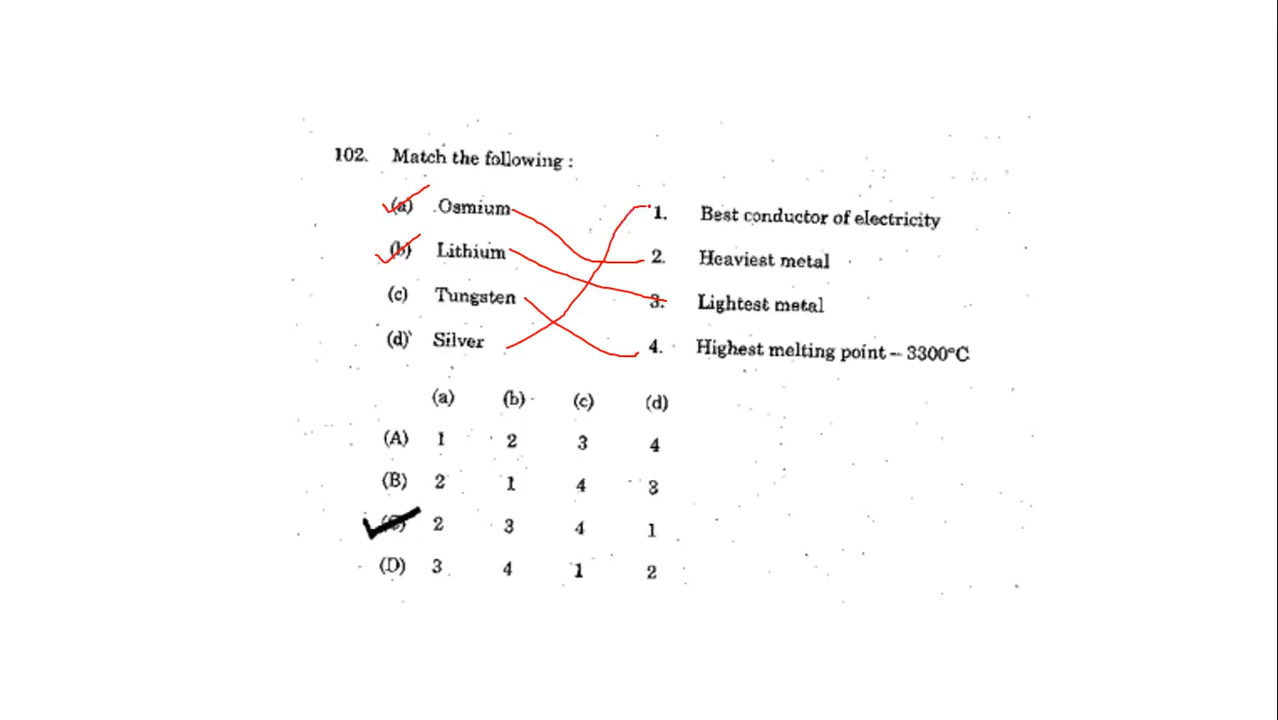 102. Match the following :
(a) Osmium 1. Best conductor of electricity
(b) Lithium 2. Heaviest metal
(c) Tungsten 3. Lightest metal
(d) Silver 4. Highest melting point – 3300°C
(a) (b) (c) (d)
(A) 1 2 3 4
(B) 2 1 4 3
(C) 2 3 4 1
(D) 3 4 1 2